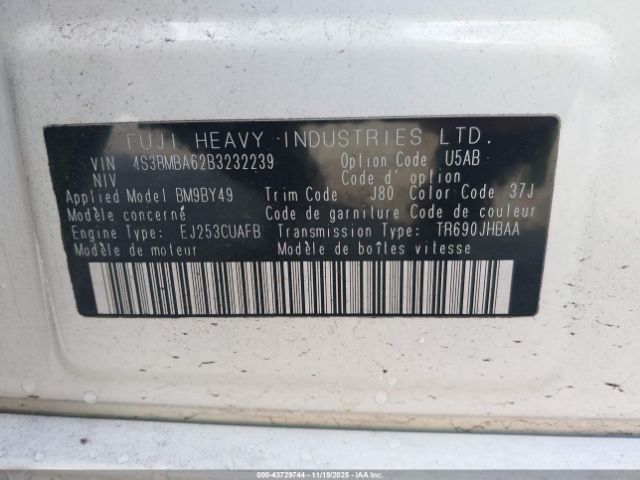 FUJI HEAVY INDUSTRIES LTD.
VIN 4S3BMBA62B3232239 Option Code U5AB
NIV Code d'option
Applied Model BM9BY49 Trim Code J80 Color Code 37J
Modèle concerné Code de garniture Code de couleur
Engine Type: EJ253CUAFB Transmission Type: TR690JHBAA
Modèle de moteur Modèle de boîtes vitesse
000-43729744 - 11/19/2025 - IAA Holdings, LLC